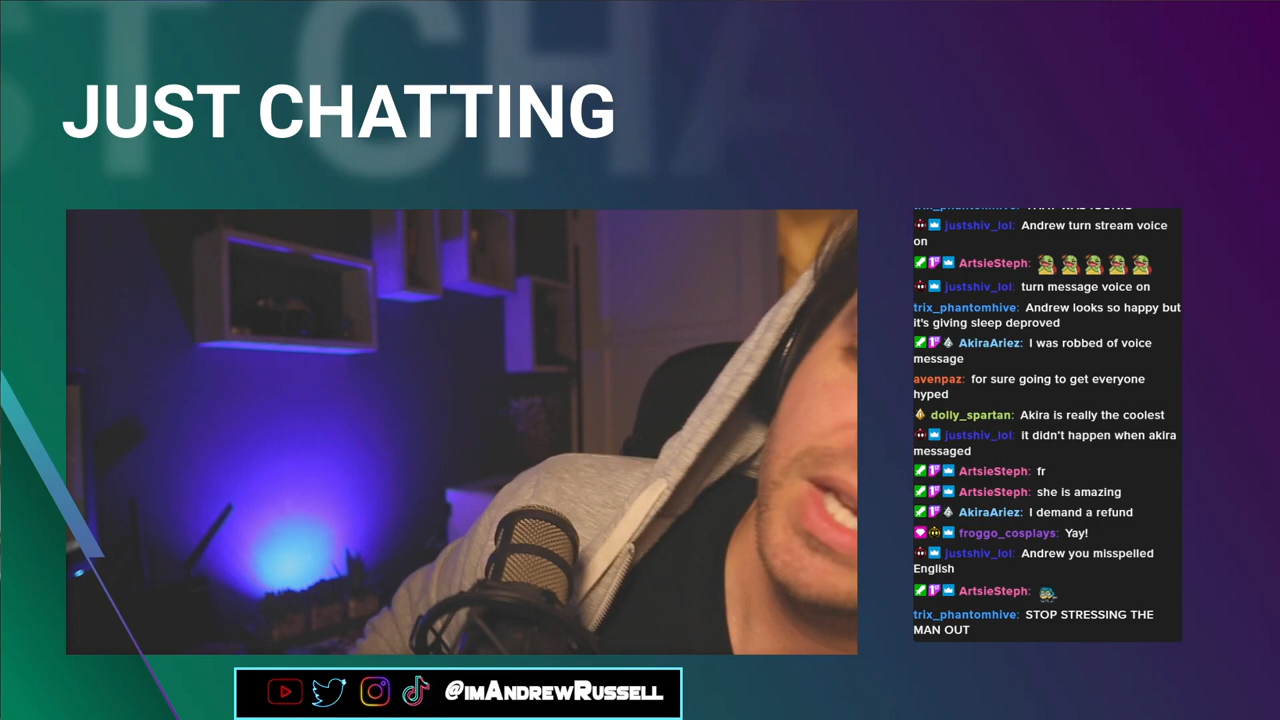 ST CHA
JUST CHATTING
justshiv_lol: Andrew turn stream voice
on
ArtsieSteph:
justshiv_lol: turn message voice on
trix_phantomhive: Andrew looks so happy but
it's giving sleep deproved
AkiraAriez: I was robbed of voice
message
avenpaz: for sure going to get everyone
hyped
dolly_spartan: Akira is really the coolest
justshiv_lol: it didn't happen when akira
messaged
ArtsieSteph: fr
ArtsieSteph: she is amazing
AkiraAriez: I demand a refund
froggo_cosplays: Yay!
justshiv_lol: Andrew you misspelled
English
ArtsieSteph:
trix_phantomhive: STOP STRESSING THE
MAN OUT
@imAndrewRussell